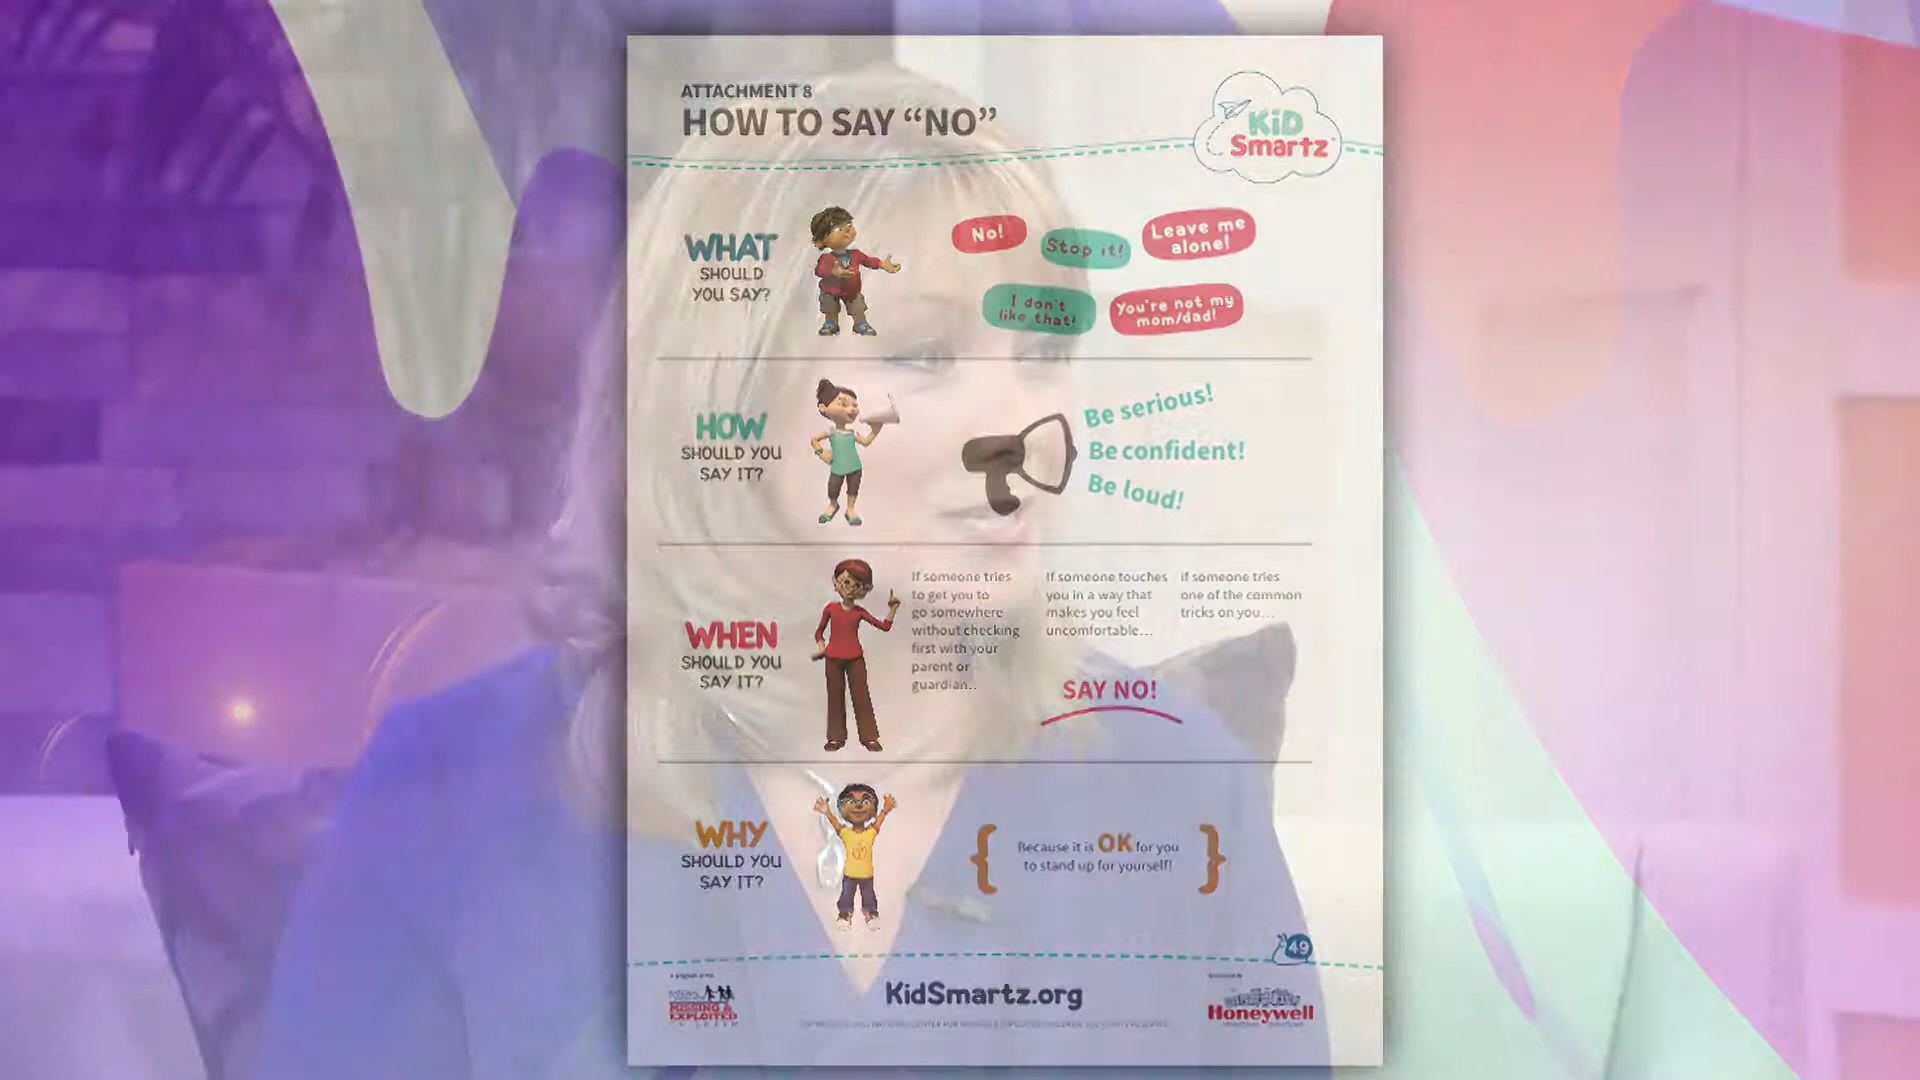 ATTACHMENT 8
HOW TO SAY “NO”
KiD
Smartz
WHAT
SHOULD
YOU SAY?
No!
Stop it!
Leave me
alone!
I don't
like that!
You're not my
mom/dad!
HOW
SHOULD YOU
SAY IT?
Be serious!
Be confident!
Be loud!
WHEN
SHOULD YOU
SAY IT?
If someone tries
to get you to
go somewhere
without checking
first with your
parent or
guardian..
If someone touches
you in a way that
makes you feel
uncomfortable...
If someone tries
one of the common
tricks on you...
SAY NO!
WHY
SHOULD YOU
SAY IT?
{ Because it is OK for you
to stand up for yourself! }
49
MISSING &
EXPLOITED
CHILDREN
KidSmartz.org
Honeywell